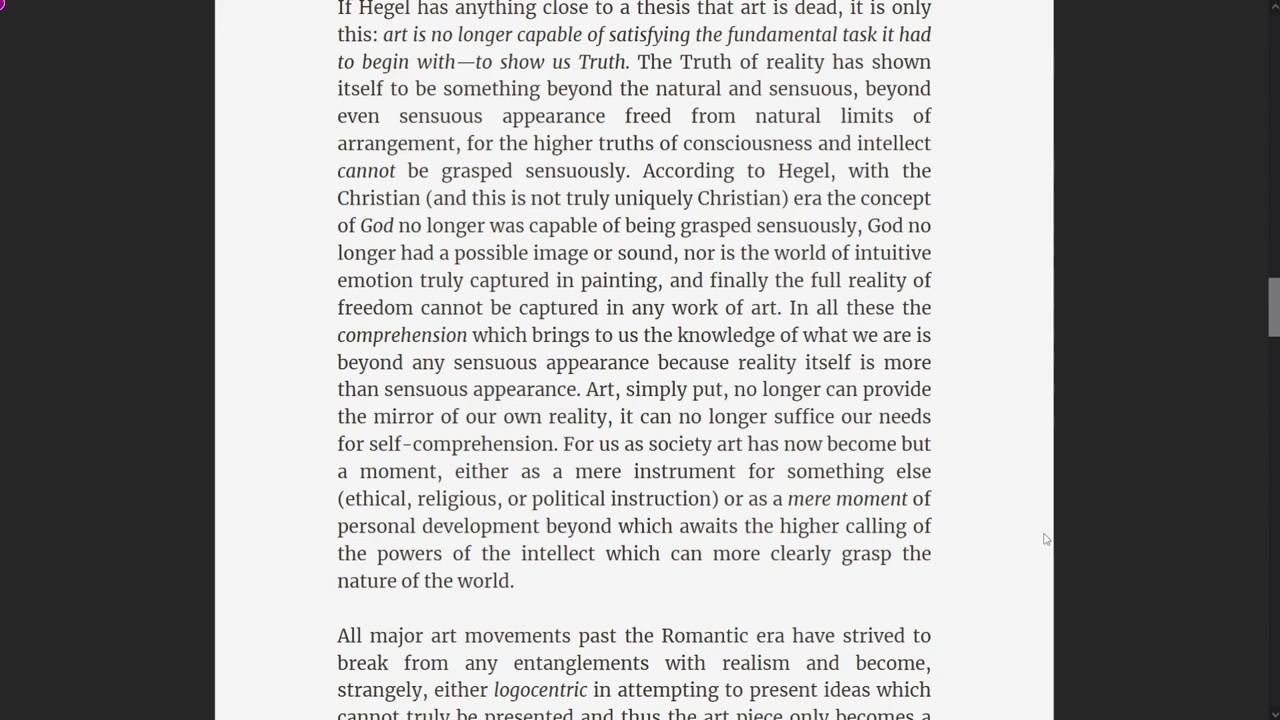 If Hegel has anything close to a thesis that art is dead, it is only
this: art is no longer capable of satisfying the fundamental task it had
to begin with—to show us Truth. The Truth of reality has shown
itself to be something beyond the natural and sensuous, beyond
even sensuous appearance freed from natural limits of
arrangement, for the higher truths of consciousness and intellect
cannot be grasped sensuously. According to Hegel, with the
Christian (and this is not truly uniquely Christian) era the concept
of God no longer was capable of being grasped sensuously, God no
longer had a possible image or sound, nor is the world of intuitive
emotion truly captured in painting, and finally the full reality of
freedom cannot be captured in any work of art. In all these the
comprehension which brings to us the knowledge of what we are is
beyond any sensuous appearance because reality itself is more
than sensuous appearance. Art, simply put, no longer can provide
the mirror of our own reality, it can no longer suffice our needs
for self-comprehension. For us as society art has now become but
a moment, either as a mere instrument for something else
(ethical, religious, or political instruction) or as a mere moment of
personal development beyond which awaits the higher calling of
the powers of the intellect which can more clearly grasp the
nature of the world.
All major art movements past the Romantic era have strived to
break from any entanglements with realism and become,
strangely, either logocentric in attempting to present ideas which
cannot truly be presented and thus the art piece only becomes a